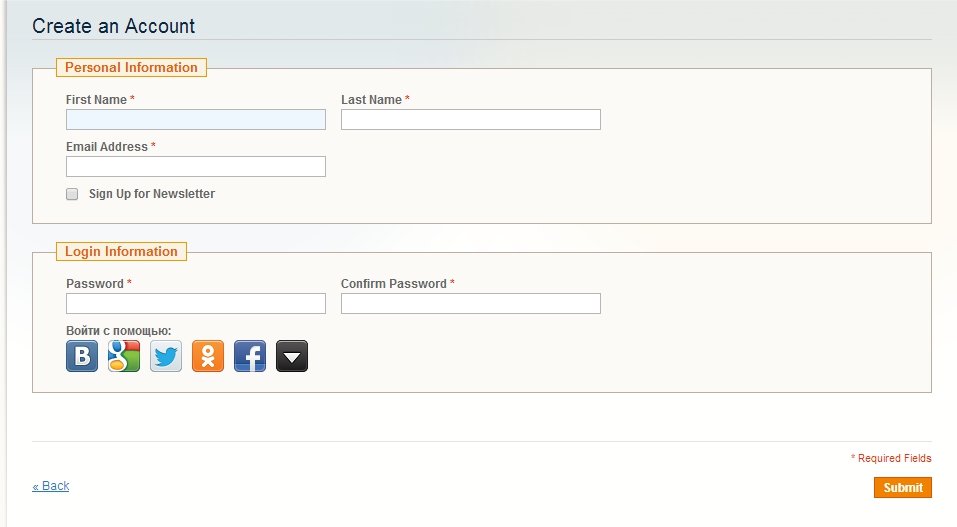 Create an Account
Personal Information
First Name * Last Name *
Email Address *
Sign Up for Newsletter
Login Information
Password * Confirm Password *
Войти с помощью:
B
* Required Fields
« Back Submit